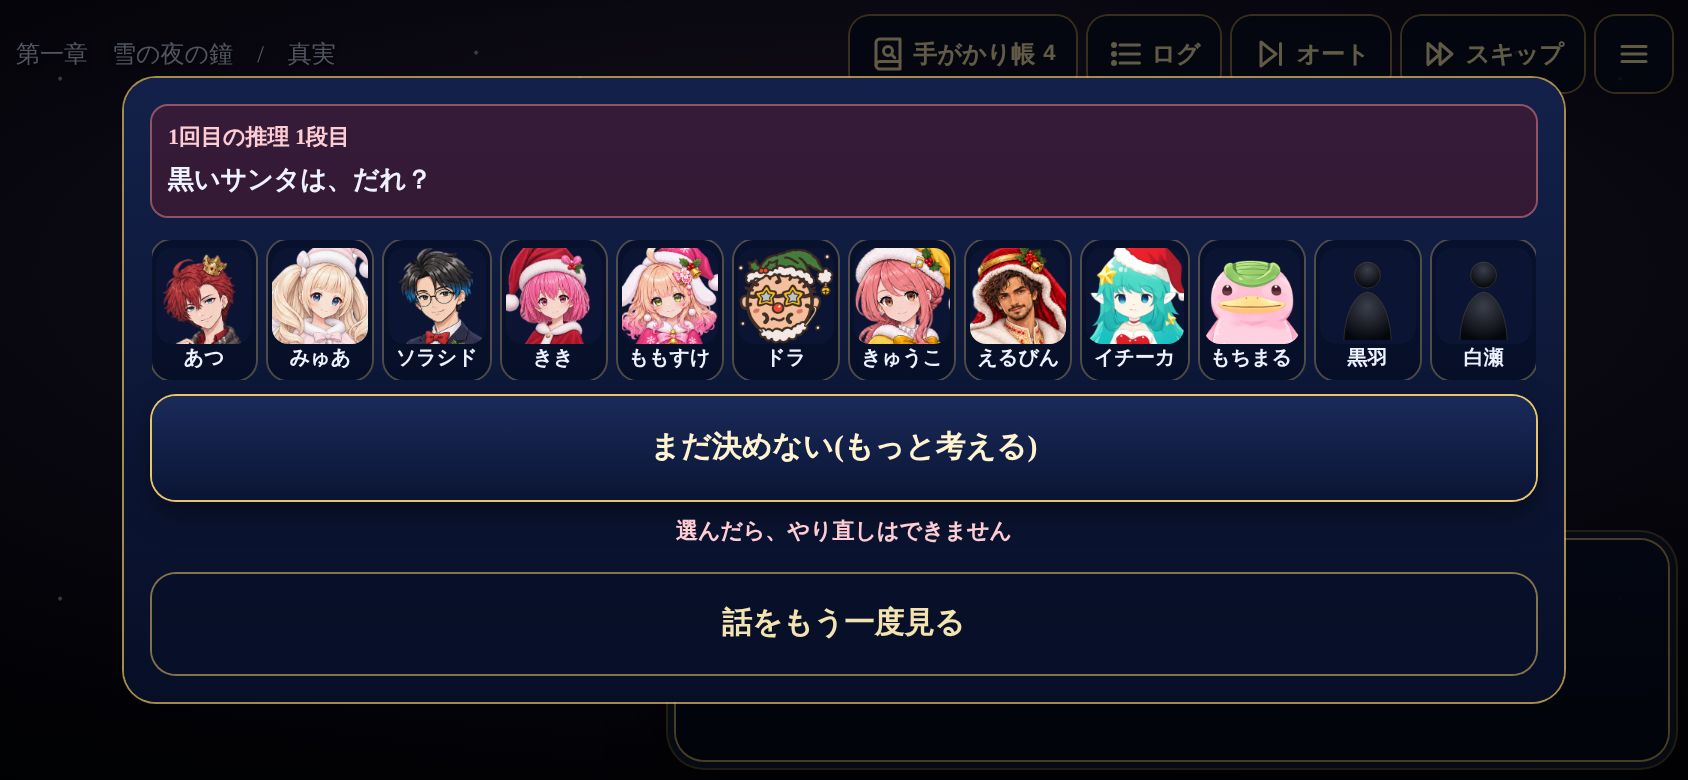 第一章 雪の夜の鐘 / 真実
手がかり帳 4
ログ
オート
スキップ
1回目の推理 1段目
黒いサンタは、だれ？
あつ
みゅあ
ソラシド
きき
ももすけ
ドラ
きゅうこ
えるびん
イチーカ
もちまる
黒羽
白瀬
まだ決めない(もっと考える)
選んだら、やり直しはできません
話をもう一度見る